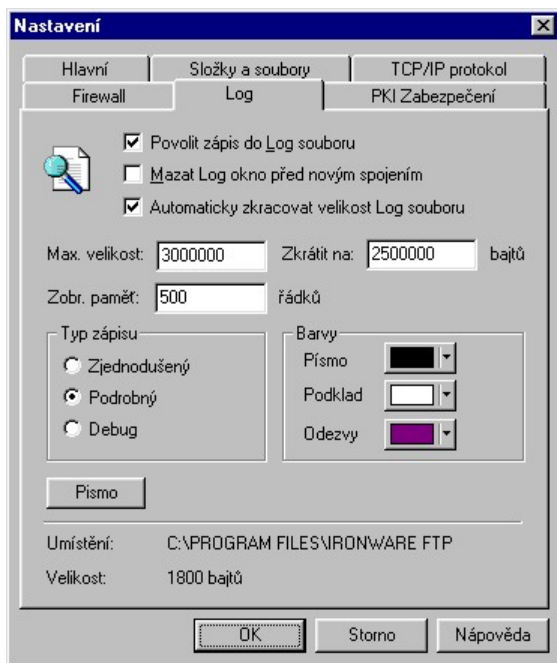 Nastavení
Hlavní Složky a soubory TCP/IP protokol
Firewall Log PKI Zabezpečení
Povolit zápis do Log souboru
Mazat Log okno před novým spojením
Automaticky zkracovat velikost Log souboru
Max. velikost: 3000000 Zkrátit na: 2500000 bajtů
Zobr. paměť: 500 řádků
Typ zápisu Barvy
Zjednodušený Písmo
Podrobný Podklad
Debug Odezvy
Pismo
Umístění: C:\PROGRAM FILES\IRONWARE FTP
Velikost: 1800 bajtů
OK Storno Nápověda